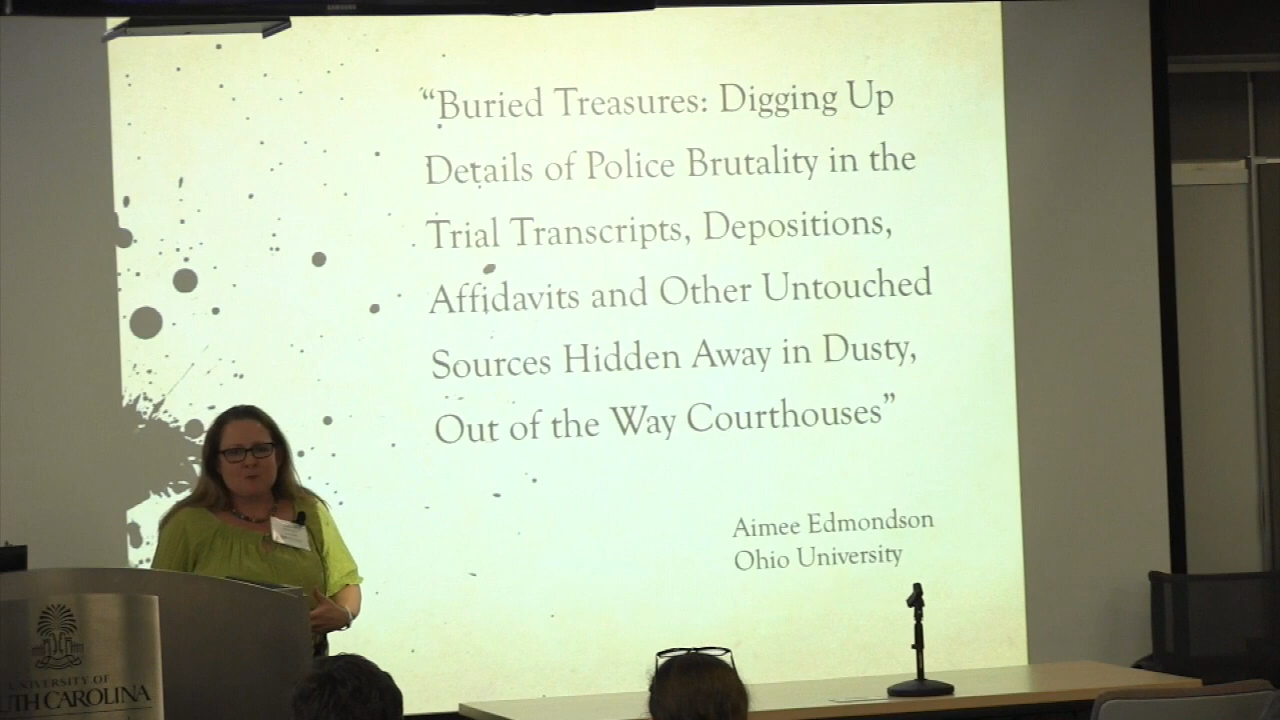 SAMSUNG
“Buried Treasures: Digging Up
Details of Police Brutality in the
Trial Transcripts, Depositions,
Affidavits and Other Untouched
Sources Hidden Away in Dusty,
Out of the Way Courthouses”
Aimee Edmondson
Ohio University
UNIVERSITY OF
UTH CAROLINA